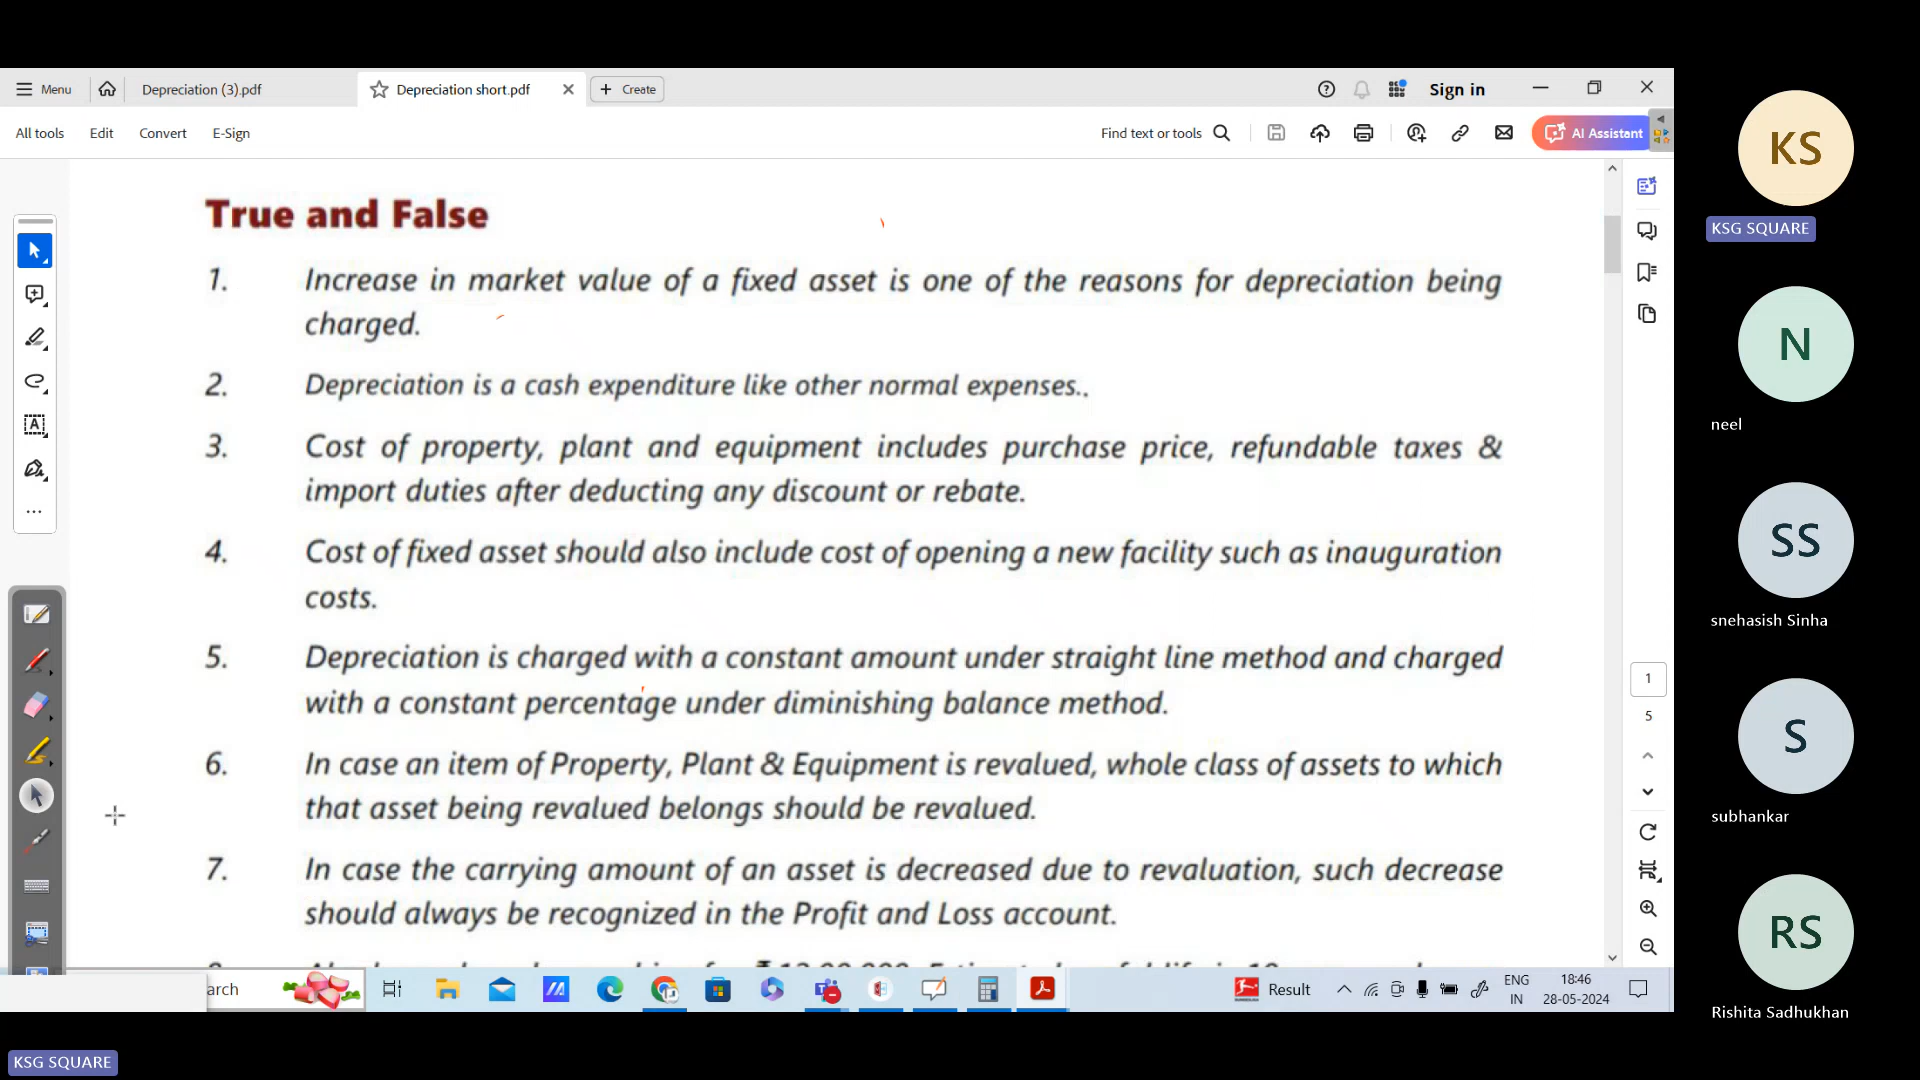 Menu
Depreciation (3).pdf
Depreciation short.pdf
Create
Sign in
All tools
Edit
Convert
E-Sign
Find text or tools
AI Assistant
True and False
1. Increase in market value of a fixed asset is one of the reasons for depreciation being
charged.
2. Depreciation is a cash expenditure like other normal expenses..
3. Cost of property, plant and equipment includes purchase price, refundable taxes &
import duties after deducting any discount or rebate.
4. Cost of fixed asset should also include cost of opening a new facility such as inauguration
costs.
5. Depreciation is charged with a constant amount under straight line method and charged
with a constant percentage under diminishing balance method.
6. In case an item of Property, Plant & Equipment is revalued, whole class of assets to which
that asset being revalued belongs should be revalued.
7. In case the carrying amount of an asset is decreased due to revaluation, such decrease
should always be recognized in the Profit and Loss account.
1
5
arch
Result
ENG
IN
18:46
28-05-2024
KS
KSG SQUARE
N
neel
SS
snehasish Sinha
S
subhankar
RS
Rishita Sadhukhan
KSG SQUARE